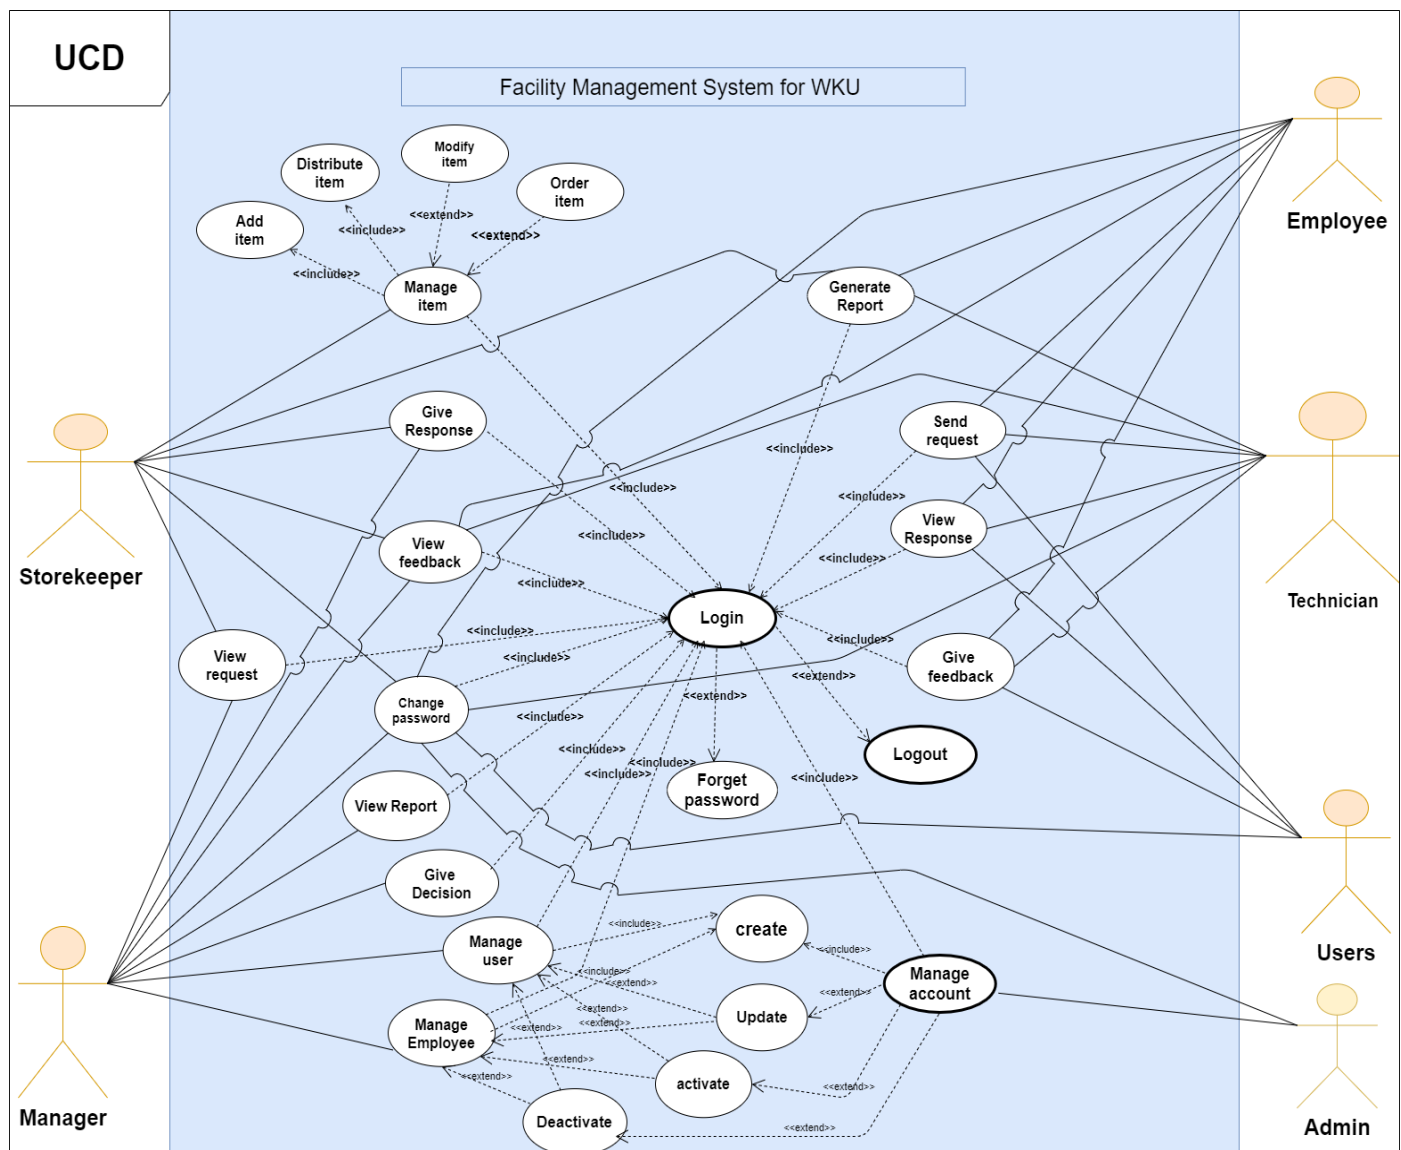 UCD
Facility Management System for WKU
Modify
item
Distribute
item
Order
item
Add
item
<<extend>>
<<include>>
<<extend>>
<<include>>
Manage
item
Generate
Report
Employee
Give
Response
Send
request
<<include>>
<<include>>
<<include>>
View
Response
<<include>>
View
feedback
<<include>>
<<include>>
Storekeeper
Technician
Login
<<include>>
<<include>>
<<include>>
View
request
Give
feedback
<<extend>>
<<extend>>
Change
password
<<include>>
<<include>>
<<include>>
<<include>>
<<include>>
Logout
Forget
password
View Report
Give
Decision
<<include>>
create
Manage
user
<<include>>
Users
<<include>>
<<extend>>
Manage
account
<<extend>>
<<extend>>
<<extend>>
<<extend>>
Update
Manage
Employee
<<extend>>
<<extend>>
activate
<<extend>>
Manager
Deactivate
<<extend>>
Admin